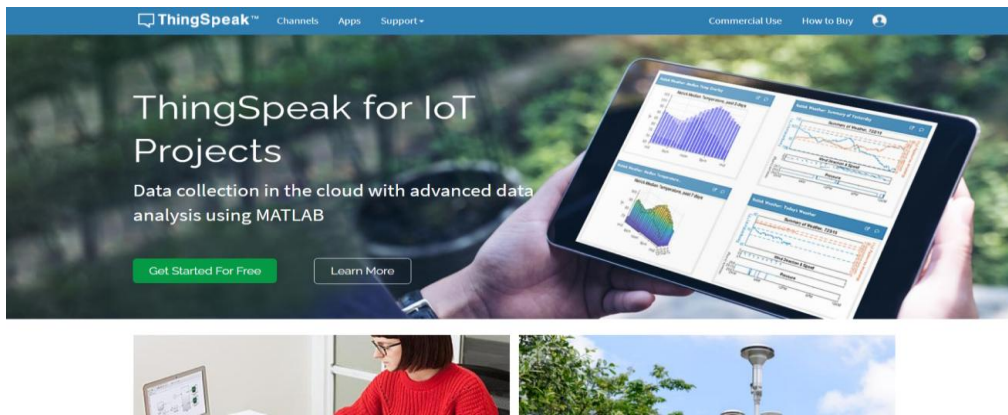 ThingSpeak™ Channels Apps Support Commercial Use How to Buy
ThingSpeak for IoT
Projects
Data collection in the cloud with advanced data
analysis using MATLAB
Get Started For Free Learn More